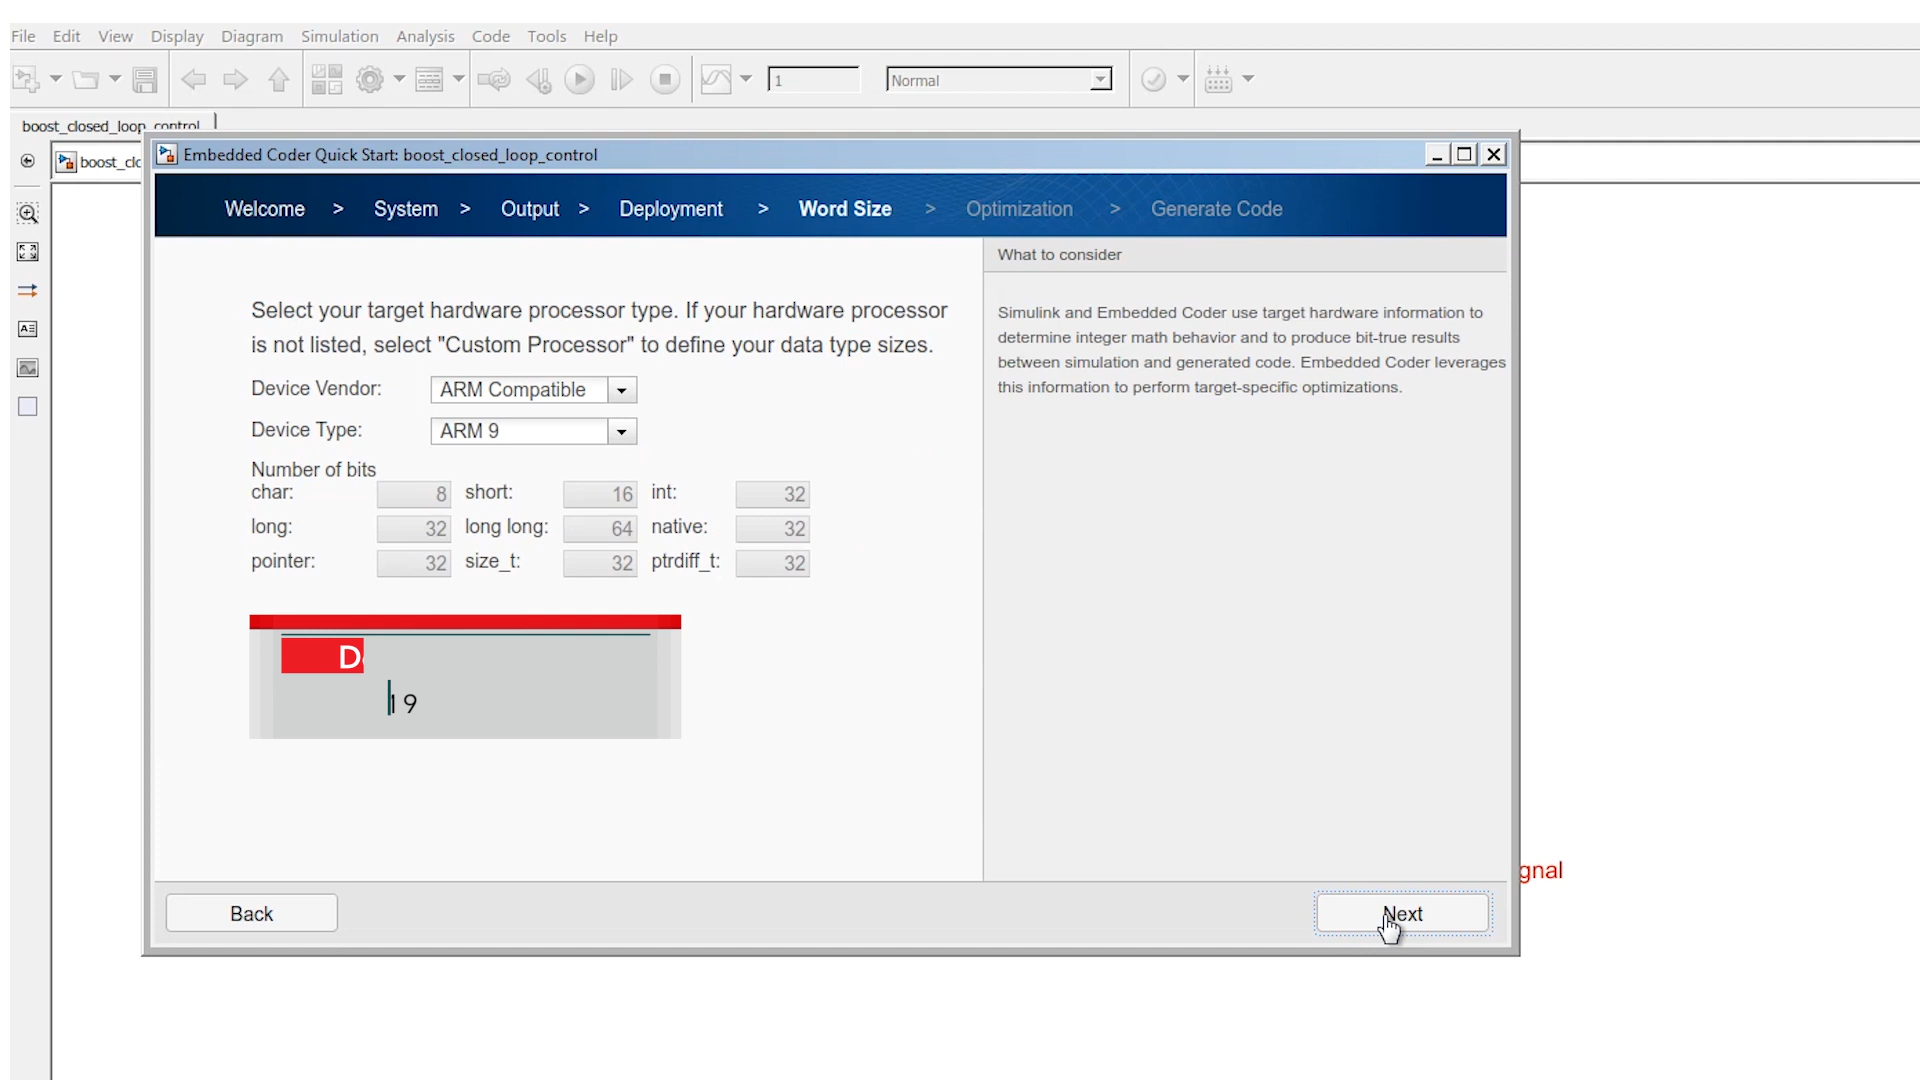 File Edit View Display Diagram Simulation Analysis Code Tools Help
1 Normal
boost_closed_loop_control
Embedded Coder Quick Start: boost_closed_loop_control
Welcome > System > Output > Deployment > Word Size > Optimization > Generate Code
What to consider
Select your target hardware processor type. If your hardware processor
is not listed, select "Custom Processor" to define your data type sizes.
Device Vendor: ARM Compatible
Device Type: ARM 9
Number of bits
char: 8 short: 16 int: 32
long: 32 long long: 64 native: 32
pointer: 32 size_t: 32 ptrdiff_t: 32
Simulink and Embedded Coder use target hardware information to
determine integer math behavior and to produce bit-true results
between simulation and generated code. Embedded Coder leverages
this information to perform target-specific optimizations.
9
gnal
Back
Next